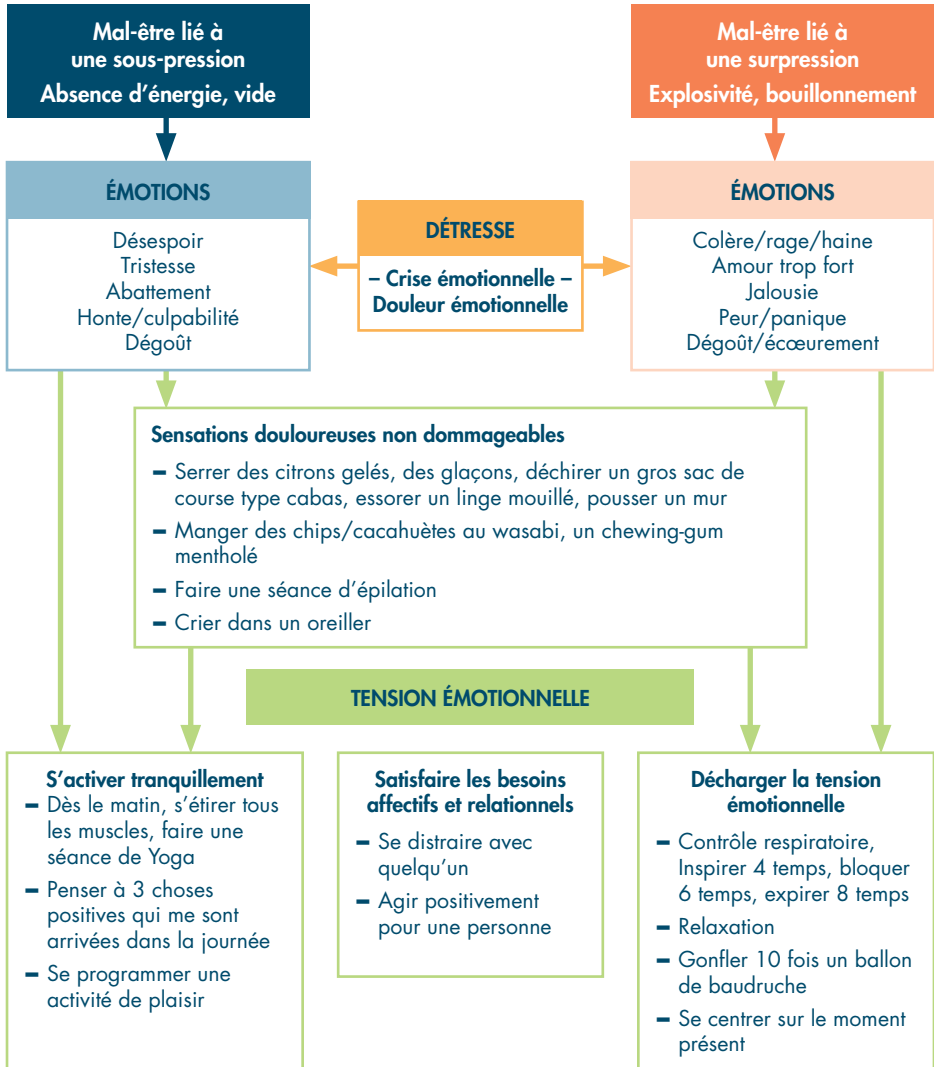 Mal-être lié à
une sous-pression
Absence d'énergie, vide
Mal-être lié à
une surpression
Explosivité, bouillonnement
ÉMOTIONS
Désespoir
Tristesse
Abattement
Honte/culpabilité
Dégoût
DÉTRESSE
– Crise émotionnelle –
Douleur émotionnelle
ÉMOTIONS
Colère/rage/haine
Amour trop fort
Jalousie
Peur/panique
Dégoût/écœurement
Sensations douloureuses non dommageables
– Serrer des citrons gelés, des glaçons, déchirer un gros sac de
course type cabas, essorer un linge mouillé, pousser un mur
– Manger des chips/cacahuètes au wasabi, un chewing-gum
mentholé
– Faire une séance d'épilation
– Crier dans un oreiller
TENSION ÉMOTIONNELLE
S'activer tranquillement
– Dès le matin, s'étirer tous
les muscles, faire une
séance de Yoga
– Penser à 3 choses
positives qui me sont
arrivées dans la journée
– Se programmer une
activité de plaisir
Satisfaire les besoins
affectifs et relationnels
– Se distraire avec
quelqu'un
– Agir positivement
pour une personne
Décharger la tension
émotionnelle
– Contrôle respiratoire,
Inspirer 4 temps, bloquer
6 temps, expirer 8 temps
– Relaxation
– Gonfler 10 fois un ballon
de baudruche
– Se centrer sur le moment
présent